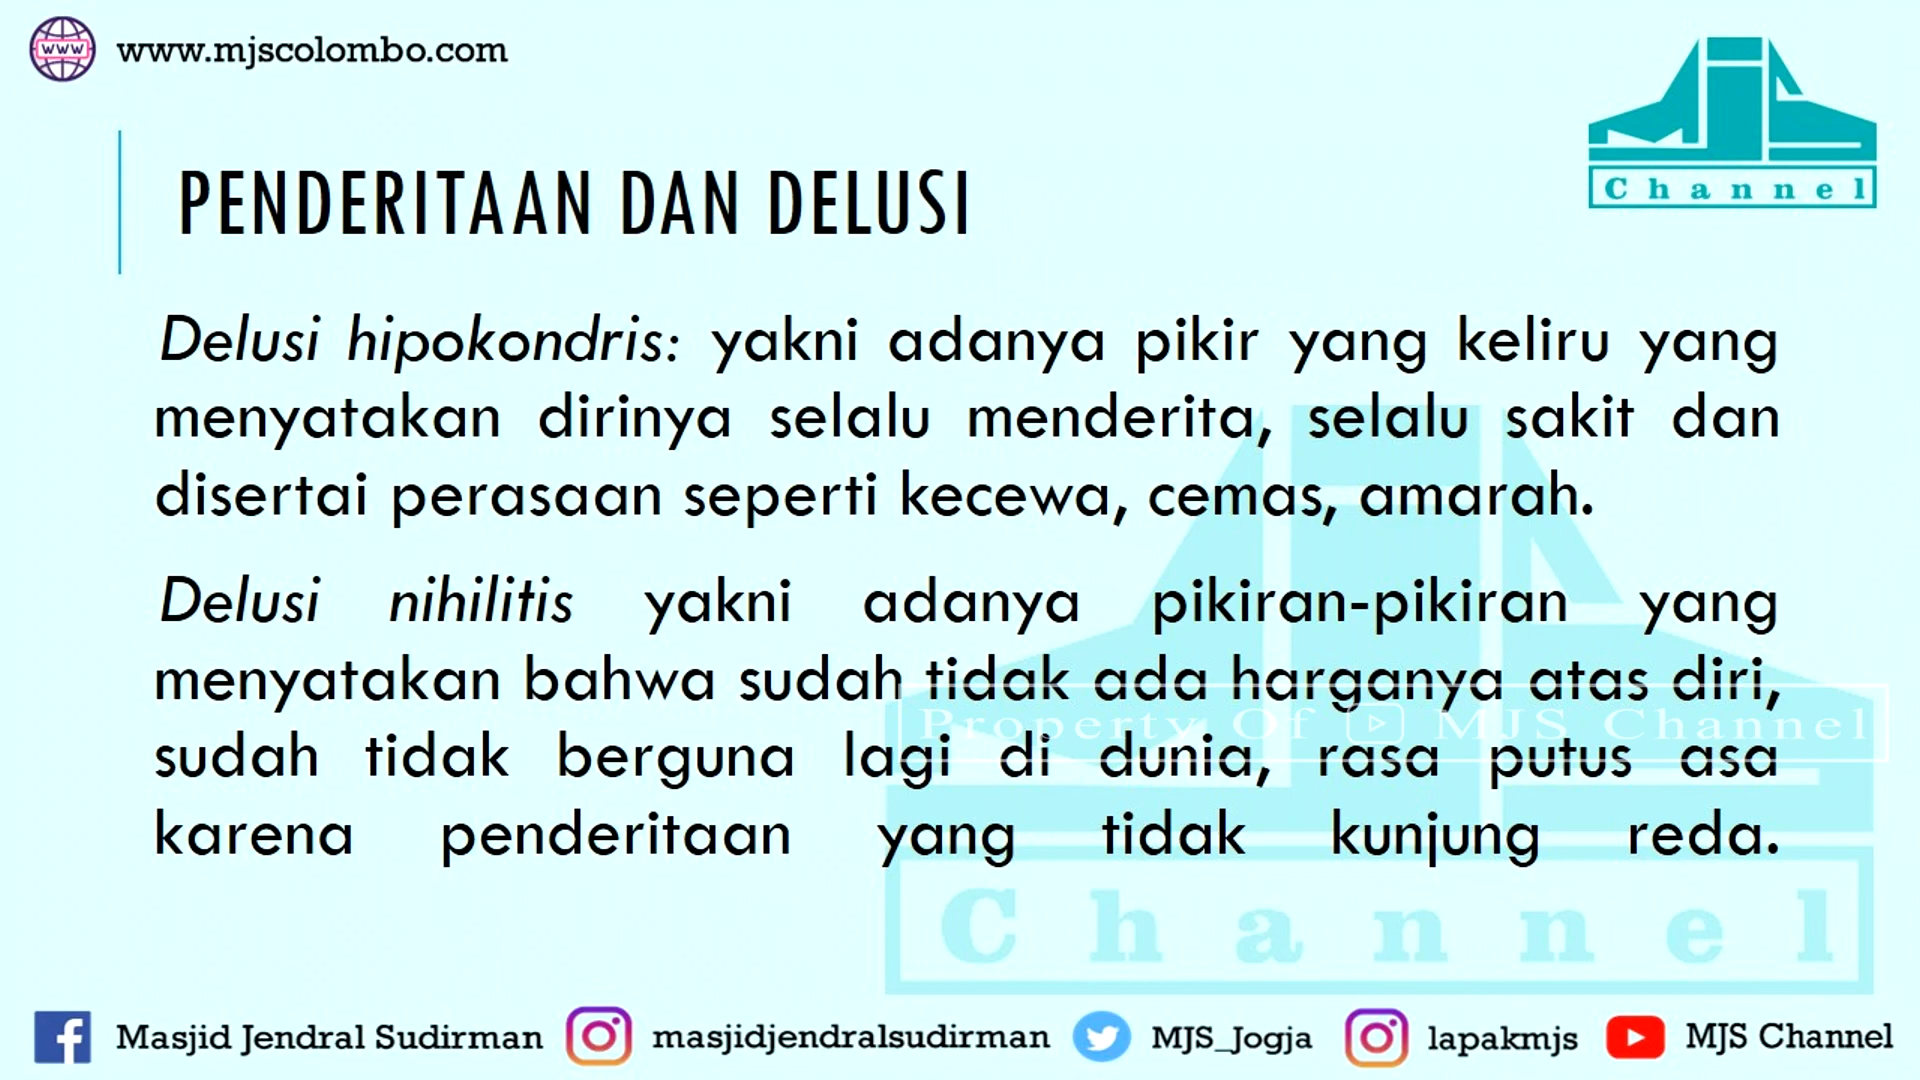 www.mjscolombo.com
MJS
Channel
PENDERITAAN DAN DELUSI
Delusi hipokondris: yakni adanya pikir yang keliru yang
menyatakan dirinya selalu menderita, selalu sakit dan
disertai perasaan seperti kecewa, cemas, amarah.
Delusi nihilitis yakni adanya pikiran-pikiran yang
menyatakan bahwa sudah tidak ada harganya atas diri,
Property Of MJS Channel
sudah tidak berguna lagi di dunia, rasa putus asa
karena penderitaan yang tidak kunjung reda.
Channel
Masjid Jendral Sudirman masjidjendralsudirman MJS_Jogja lapakmjs MJS Channel